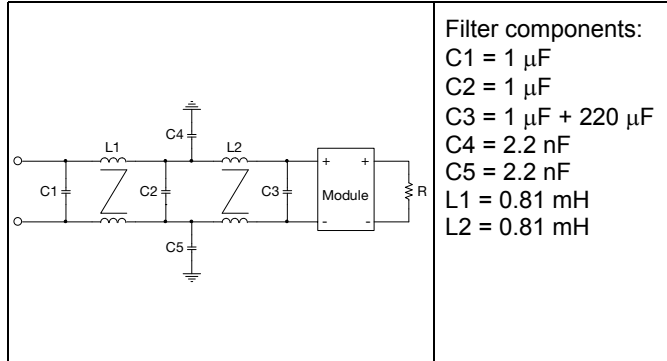 Filter components:
C1 = 1 μF
C2 = 1 μF
C3 = 1 μF + 220 μF
C4 = 2.2 nF
C5 = 2.2 nF
L1 = 0.81 mH
L2 = 0.81 mH
C4
L1
L2
+
+
C1
C2
C3
Module
R
-
-
C5